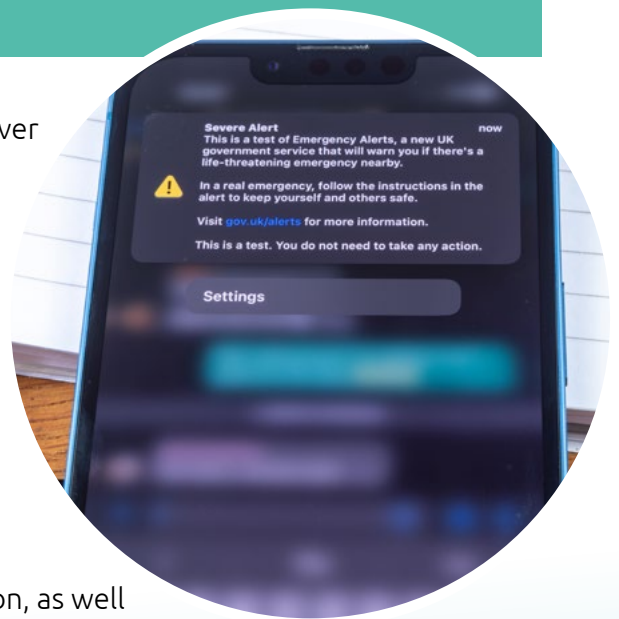 ver
Severe Alert now
This is a test of Emergency Alerts, a new UK
government service that will warn you if there's a
life-threatening emergency nearby.
In a real emergency, follow the instructions in the
alert to keep yourself and others safe.
Visit gov.uk/alerts for more information.
This is a test. You do not need to take any action.
Settings
on, as well